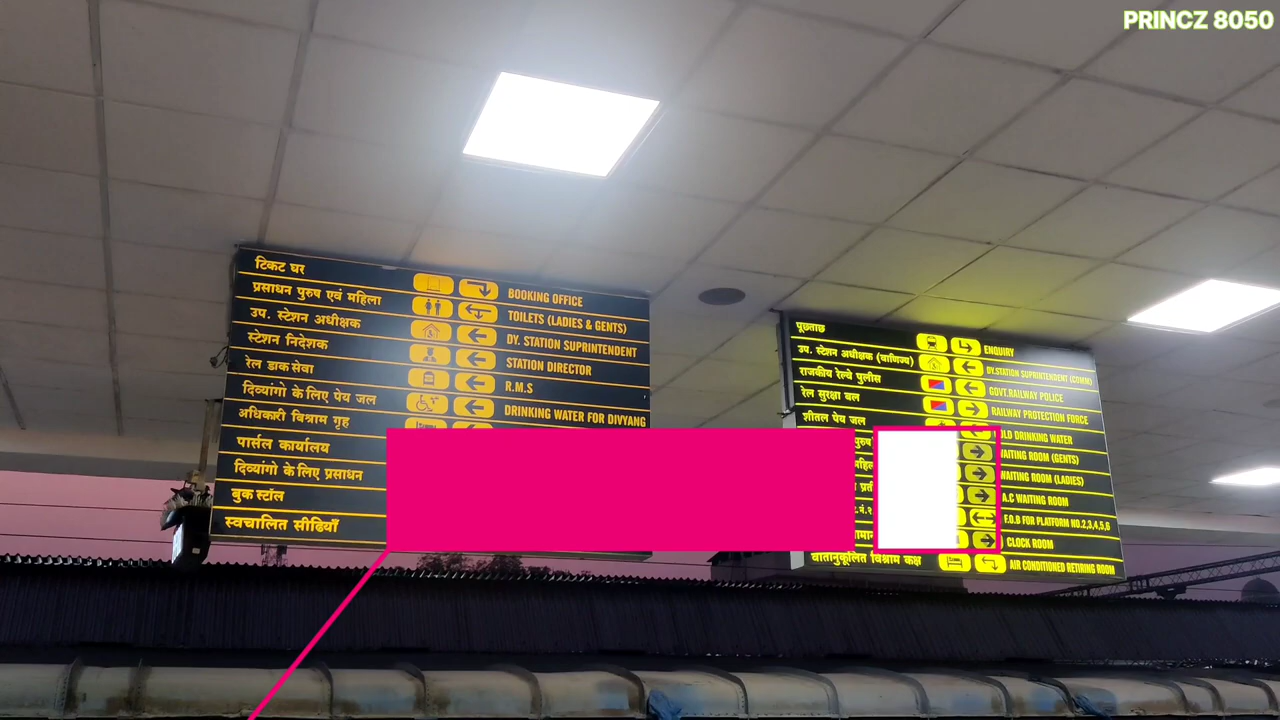 PRINCZ 8050
टिकट घर BOOKING OFFICE
प्रसाधन पुरुष एवं महिला TOILETS (LADIES & GENTS)
उप. स्टेशन अधीक्षक DY. STATION SUPRINTENDENT
स्टेशन निदेशक STATION DIRECTOR
रेल डाक सेवा R.M.S
दिव्यांगो के लिए पेय जल DRINKING WATER FOR DIVYANG
अधिकारी विश्राम गृह
पार्सल कार्यालय
दिव्यांगो के लिए प्रसाधन
बुक स्टॉल
स्वचालित सीढियाँ
पूछताछ ENQUIRY
उप. स्टेशन अधीक्षक (वाणिज्य) DY.STATION SUPRINTENDENT (COMM)
राजकीय रेल्वे पुलीस GOVT.RAILWAY POLICE
रेल सुरक्षा बल RAILWAY PROTECTION FORCE
शीतल पेय जल DRINKING WATER
WAITING ROOM (GENTS)
WAITING ROOM (LADIES)
A.C WAITING ROOM
F.O.B FOR PLATFORM NO.2,3,4,5,6
CLOCK ROOM
वातानुकूलित विश्राम कक्ष AIR CONDITIONED RETIRING ROOM